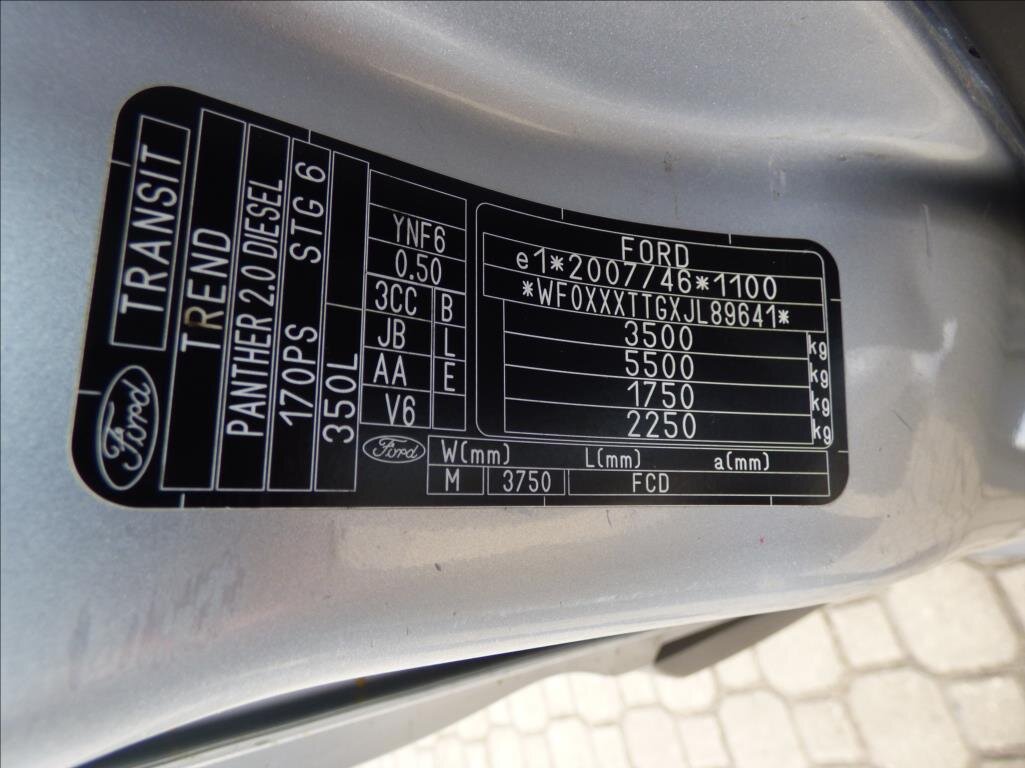 TRANSIT
Ford
TREND
PANTHER 2.0 DIESEL
170PS STG 6
350L
YNF6
0.50
3CC B
JB L
AA E
V6
FORD
e1*2007/46*1100
*WF0XXXTTGXJL89641*
3500 kg
5500 kg
1750 kg
2250 kg
Ford
W(mm) L(mm) a(mm)
M 3750 FCD